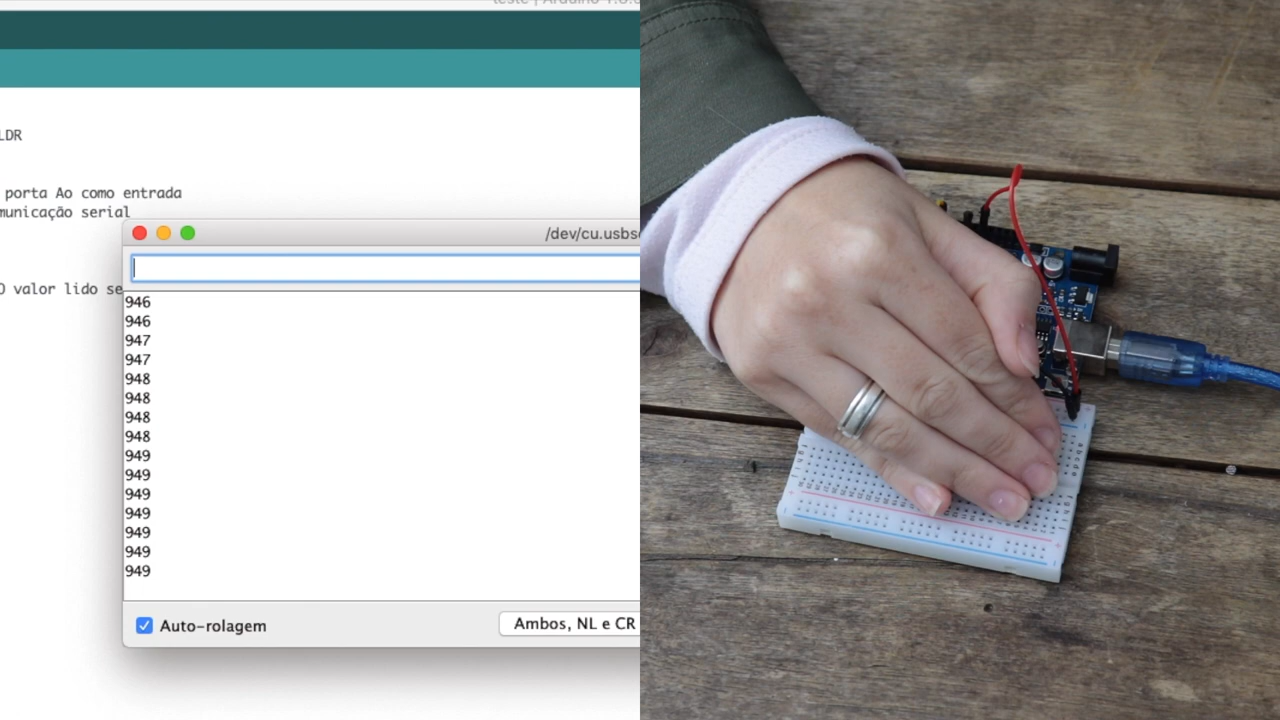 LDR
porta Ao como entrada
municação serial
/dev/cu.usbs
O valor lido se
946
946
947
947
948
948
948
948
949
949
949
949
949
949
949
Auto-rolagem
Ambos, NL e CR